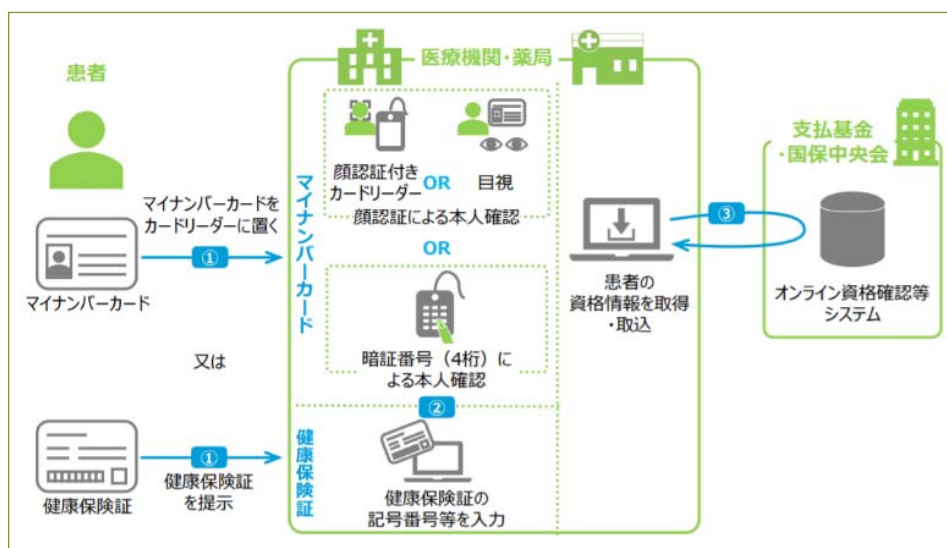 患者
医療機関・薬局
支払基金
・国保中央会
マイナンバーカードを
カードリーダーに置く
①
マイナンバーカード
又は
①
健康保険証
を提示
健康保険証
マイナンバーカード
顔認証付き
カードリーダー
OR
目視
顔認証による本人確認
OR
暗証番号（4桁）に
よる本人確認
②
健康保険証
健康保険証の
記号番号等を入力
患者の
資格情報を取得
・取込
③
オンライン資格確認等
システム